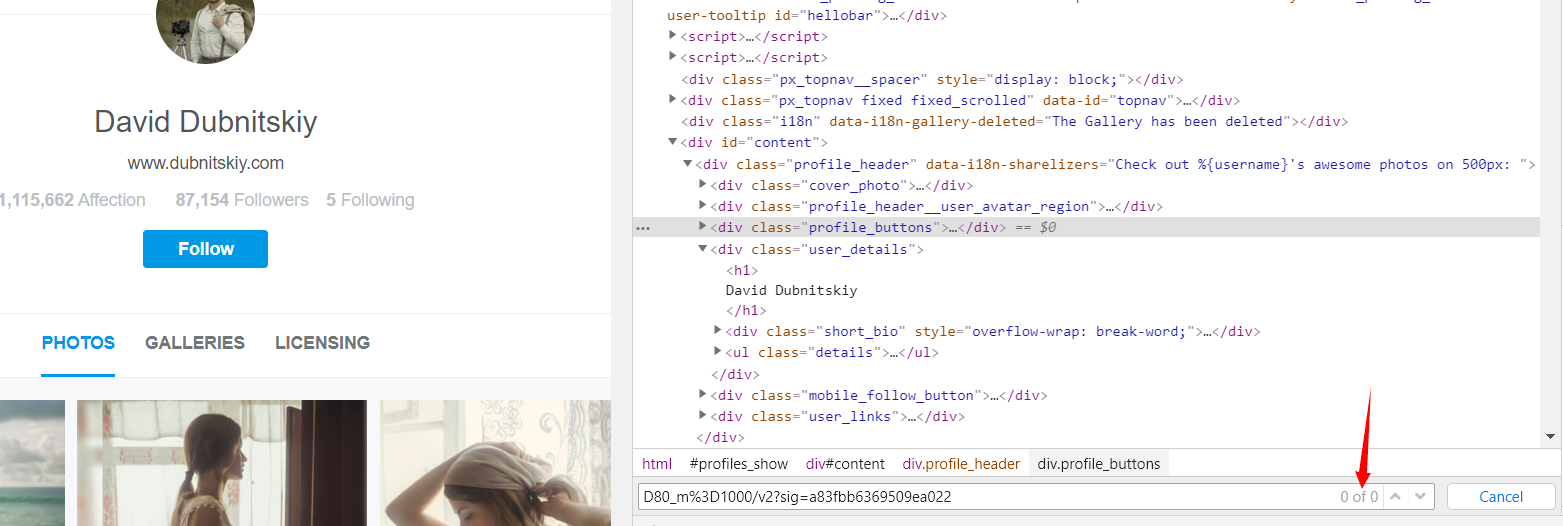 David Dubnitskiy
www.dubnitskiy.com
1,115,662 Affection 87,154 Followers 5 Following
Follow
PHOTOS GALLERIES LICENSING
user-tooltip id="hellobar">…</div>
<script>…</script>
<script>…</script>
<div class="px_topnav__spacer" style="display: block;"></div>
<div class="px_topnav fixed fixed_scrolled" data-id="topnav">…</div>
<div class="i18n" data-i18n-gallery-deleted="The Gallery has been deleted"></div>
<div id="content">
<div class="profile_header" data-i18n-sharelizers="Check out %{username}'s awesome photos on 500px: ">
<div class="cover_photo">…</div>
<div class="profile_header__user_avatar_region">…</div>
... <div class="profile_buttons">…</div> == $0
<div class="user_details">
<h1>
David Dubnitskiy
</h1>
<div class="short_bio" style="overflow-wrap: break-word;">…</div>
<ul class="details">…</ul>
</div>
<div class="mobile_follow_button">…</div>
<div class="user_links">…</div>
</div>
html #profiles_show div#content div.profile_header div.profile_buttons
D80_m%3D1000/v2?sig=a83fbb6369509ea022 0 of 0 Cancel